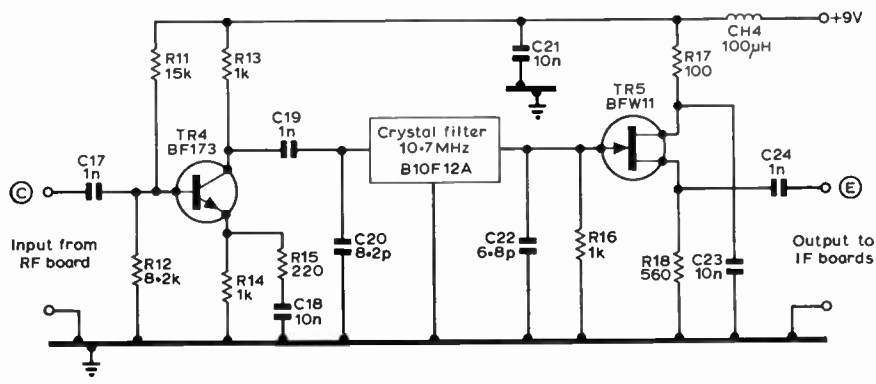 +9V
CH4
100µH
R11
15k
R13
1k
C21
10n
R17
100
TR5
BFW11
C19
1n
TR4
BF173
Crystal filter
10·7MHz
B10F12A
C17
1n
C24
1n
C
E
Input from
RF board
R12
8·2k
R14
1k
R15
220
C18
10n
C20
8·2p
C22
6·8p
R16
1k
R18
560
C23
10n
Output to
IF boards